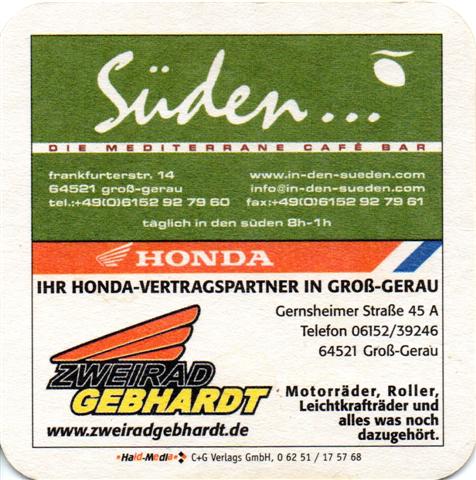 Süden...
DIE MEDITERRANE CAFÉ BAR
frankfurterstr. 14
64521 groß-gerau
tel.:+49(0)6152 92 79 60
www.in-den-sueden.com
info@in-den-sueden.com
fax:+49(0)6152 92 79 61
täglich in den süden 8h-1h
HONDA
IHR HONDA-VERTRAGSPARTNER IN GROß-GERAU
Gernsheimer Straße 45 A
Telefon 06152/39246
64521 Groß-Gerau
ZWEIRAD
GEBHARDT
www.zweiradgebhardt.de
Motorräder, Roller,
Leichtkrafträder und
alles was noch
dazugehört.
Haid-Media C+G Verlags GmbH, 0 62 51 / 17 57 68